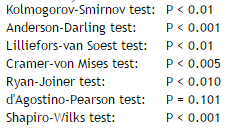 Kolmogorov-Smirnov test: P < 0.01
Anderson-Darling test: P < 0.001
Lilliefors-van Soest test: P < 0.01
Cramer-von Mises test: P < 0.005
Ryan-Joiner test: P < 0.010
d'Agostino-Pearson test: P = 0.101
Shapiro-Wilks test: P < 0.001